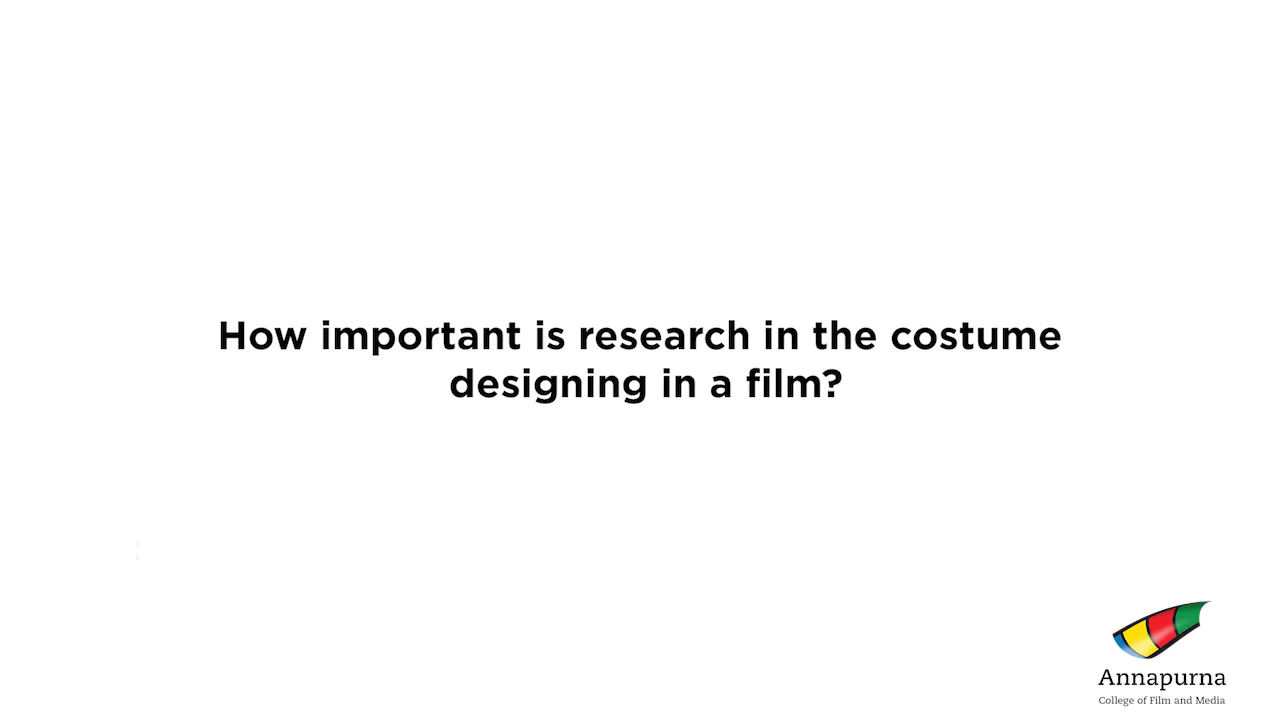 How important is research in the costume
designing in a film?
Annapurna
College of Film and Media